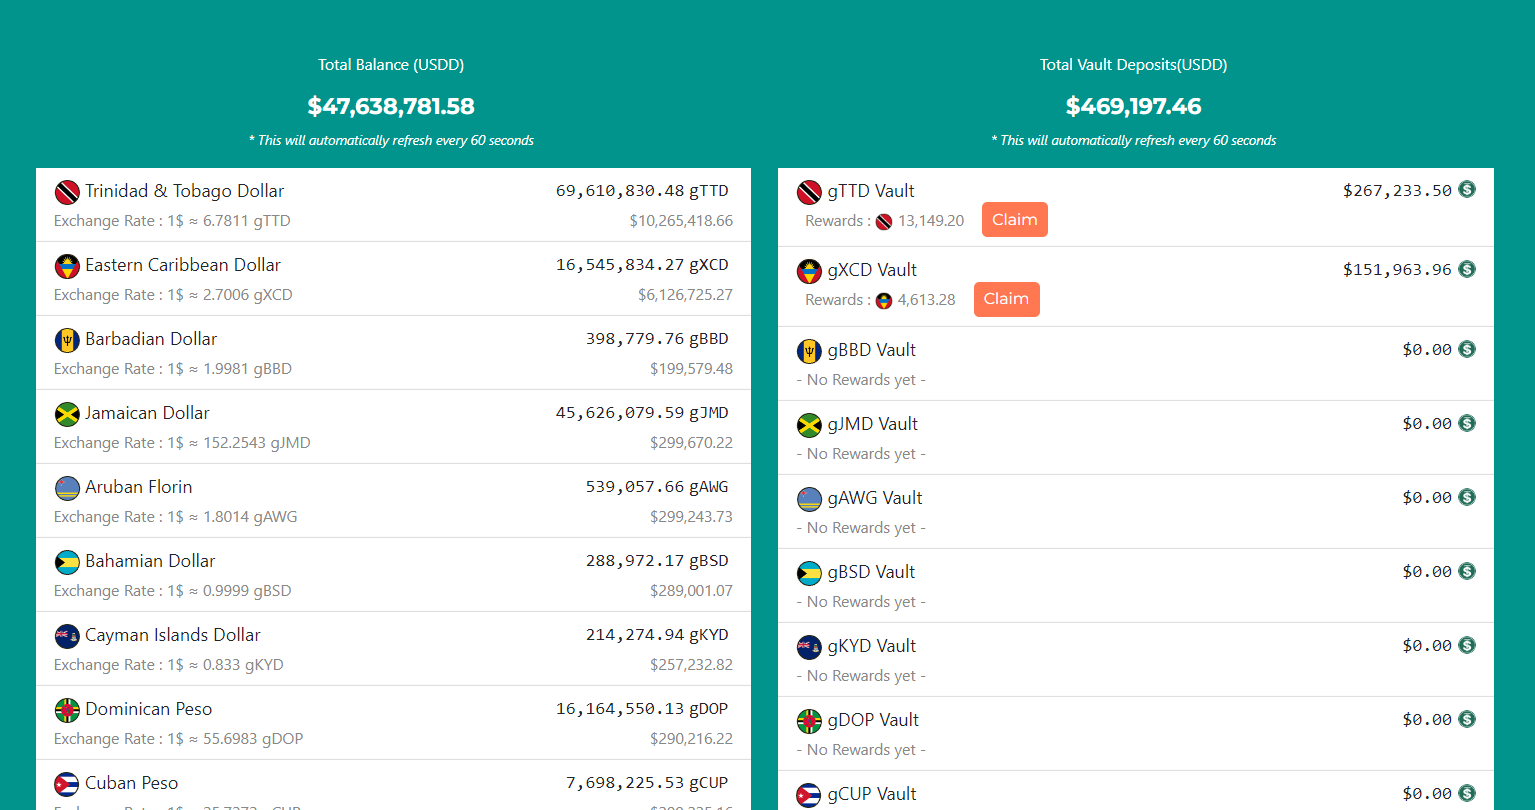 Total Balance (USDD)
$47,638,781.58
* This will automatically refresh every 60 seconds
Trinidad & Tobago Dollar 69,610,830.48 gTTD
Exchange Rate : 1$ ≈ 6.7811 gTTD $10,265,418.66
Eastern Caribbean Dollar 16,545,834.27 gXCD
Exchange Rate : 1$ ≈ 2.7006 gXCD $6,126,725.27
Barbadian Dollar 398,779.76 gBBD
Exchange Rate : 1$ ≈ 1.9981 gBBD $199,579.48
Jamaican Dollar 45,626,079.59 gJMD
Exchange Rate : 1$ ≈ 152.2543 gJMD $299,670.22
Aruban Florin 539,057.66 gAWG
Exchange Rate : 1$ ≈ 1.8014 gAWG $299,243.73
Bahamian Dollar 288,972.17 gBSD
Exchange Rate : 1$ ≈ 0.9999 gBSD $289,001.07
Cayman Islands Dollar 214,274.94 gKYD
Exchange Rate : 1$ ≈ 0.833 gKYD $257,232.82
Dominican Peso 16,164,550.13 gDOP
Exchange Rate : 1$ ≈ 55.6983 gDOP $290,216.22
Cuban Peso 7,698,225.53 gCUP
Total Vault Deposits(USDD)
$469,197.46
* This will automatically refresh every 60 seconds
gTTD Vault $267,233.50
Rewards : 13,149.20 Claim
gXCD Vault $151,963.96
Rewards : 4,613.28 Claim
gBBD Vault $0.00
- No Rewards yet -
gJMD Vault $0.00
- No Rewards yet -
gAWG Vault $0.00
- No Rewards yet -
gBSD Vault $0.00
- No Rewards yet -
gKYD Vault $0.00
- No Rewards yet -
gDOP Vault $0.00
- No Rewards yet -
gCUP Vault $0.00